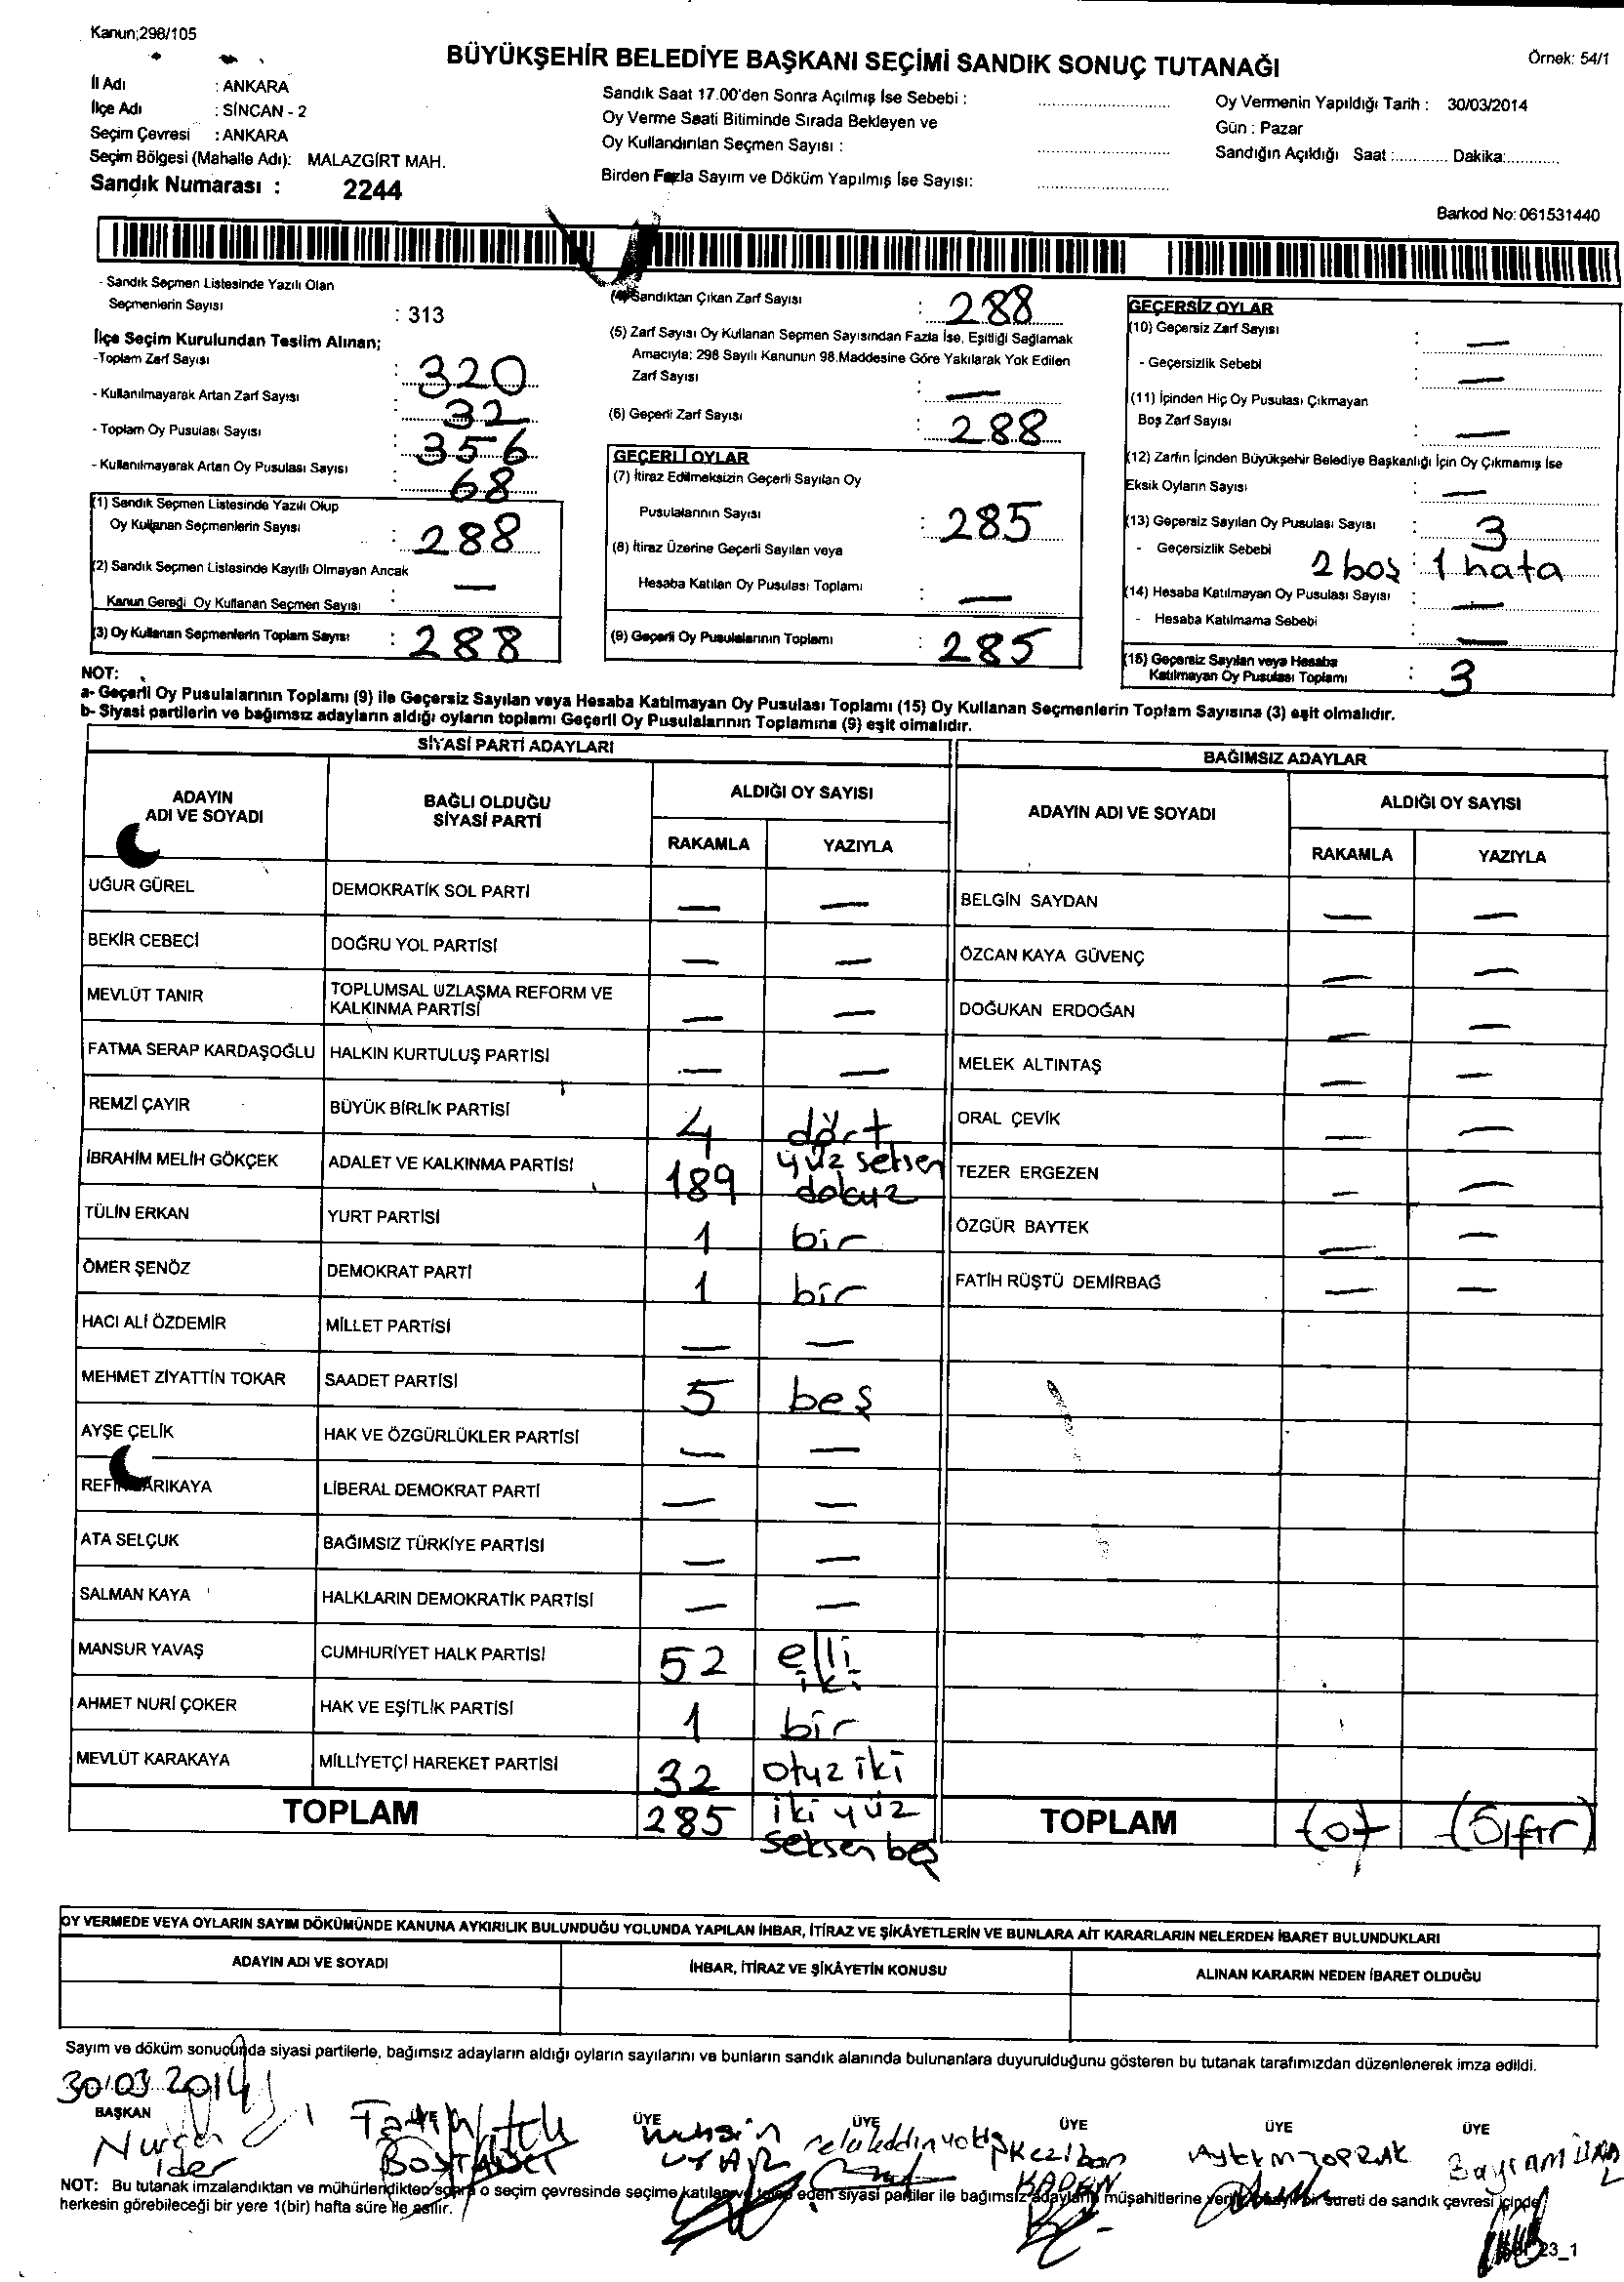 Kanun;298/105
BÜYÜKŞEHİR BELEDİYE BAŞKANI SEÇİMİ SANDIK SONUÇ TUTANAĞI
Örnek: 54/1
İl Adı : ANKARA
İlçe Adı : SİNCAN - 2
Seçim Çevresi : ANKARA
Seçim Bölgesi (Mahalle Adı): MALAZGİRT MAH.
Sandık Numarası : 2244
Sandık Saat 17.00'den Sonra Açılmış İse Sebebi :
Oy Verme Saati Bitiminde Sırada Bekleyen ve
Oy Kullandırılan Seçmen Sayısı :
Birden Fazla Sayım ve Döküm Yapılmış İse Sayısı:
Oy Vermenin Yapıldığı Tarih : 30/03/2014
Gün : Pazar
Sandığın Açıldığı Saat :............ Dakika:............
Barkod No: 061531440
- Sandık Seçmen Listesinde Yazılı Olan
Seçmenlerin Sayısı : 313
İlçe Seçim Kurulundan Teslim Alınan;
-Toplam Zarf Sayısı : 320
- Kullanılmayarak Artan Zarf Sayısı : 32
- Toplam Oy Pusulası Sayısı : 356
- Kullanılmayarak Artan Oy Pusulası Sayısı : 68
(1) Sandık Seçmen Listesinde Yazılı Olup
Oy Kullanan Seçmenlerin Sayısı : 288
(2) Sandık Seçmen Listesinde Kayıtlı Olmayan Ancak
Kanun Gereği Oy Kullanan Seçmen Sayısı : —
(3) Oy Kullanan Seçmenlerin Toplam Sayısı : 288
(4) Sandıktan Çıkan Zarf Sayısı : 288
(5) Zarf Sayısı Oy Kullanan Seçmen Sayısından Fazla İse, Eşitliği Sağlamak
Amacıyla; 298 Sayılı Kanunun 98.Maddesine Göre Yakılarak Yok Edilen
Zarf Sayısı : —
(6) Geçerli Zarf Sayısı : 288
GEÇERLİ OYLAR
(7) İtiraz Edilmeksizin Geçerli Sayılan Oy
Pusulalarının Sayısı : 285
(8) İtiraz Üzerine Geçerli Sayılan veya
Hesaba Katılan Oy Pusulası Toplamı : —
(9) Geçerli Oy Pusulalarının Toplamı : 285
GEÇERSİZ OYLAR
(10) Geçersiz Zarf Sayısı : —
- Geçersizlik Sebebi : —
(11) İçinden Hiç Oy Pusulası Çıkmayan
Boş Zarf Sayısı : —
(12) Zarfın İçinden Büyükşehir Belediye Başkanlığı İçin Oy Çıkmamış İse
Eksik Oyların Sayısı : —
(13) Geçersiz Sayılan Oy Pusulası Sayısı : 3
- Geçersizlik Sebebi 2 boş : 1 hata
(14) Hesaba Katılmayan Oy Pusulası Sayısı : —
- Hesaba Katılmama Sebebi : —
(15) Geçersiz Sayılan veya Hesaba
Katılmayan Oy Pusulası Toplamı : 3
NOT:
a- Geçerli Oy Pusulalarının Toplamı (9) ile Geçersiz Sayılan veya Hesaba Katılmayan Oy Pusulası Toplamı (15) Oy Kullanan Seçmenlerin Toplam Sayısına (3) eşit olmalıdır.
b- Siyasi partilerin ve bağımsız adayların aldığı oyların toplamı Geçerli Oy Pusulalarının Toplamına (9) eşit olmalıdır.
SİYASİ PARTİ ADAYLARI
ADAYIN ADI VE SOYADI
BAĞLI OLDUĞU SİYASİ PARTİ
ALDIĞI OY SAYISI
RAKAMLA YAZIYLA
UĞUR GÜREL DEMOKRATİK SOL PARTİ — —
BEKİR CEBECİ DOĞRU YOL PARTİSİ — —
MEVLÜT TANIR TOPLUMSAL UZLAŞMA REFORM VE KALKINMA PARTİSİ — —
FATMA SERAP KARDAŞOĞLU HALKIN KURTULUŞ PARTİSİ — —
REMZİ ÇAYIR BÜYÜK BİRLİK PARTİSİ 4 dört
İBRAHİM MELİH GÖKÇEK ADALET VE KALKINMA PARTİSİ 189 yüz seksen dokuz
TÜLİN ERKAN YURT PARTİSİ 1 bir
ÖMER ŞENÖZ DEMOKRAT PARTİ 1 bir
HACI ALİ ÖZDEMİR MİLLET PARTİSİ — —
MEHMET ZİYATTİN TOKAR SAADET PARTİSİ 5 beş
AYŞE ÇELİK HAK VE ÖZGÜRLÜKLER PARTİSİ — —
LİBERAL DEMOKRAT PARTİ — —
ATA SELÇUK BAĞIMSIZ TÜRKİYE PARTİSİ — —
SALMAN KAYA HALKLARIN DEMOKRATİK PARTİSİ — —
MANSUR YAVAŞ CUMHURİYET HALK PARTİSİ 52 elli iki
AHMET NURİ ÇOKER HAK VE EŞİTLİK PARTİSİ 1 bir
MEVLÜT KARAKAYA MİLLİYETÇİ HAREKET PARTİSİ 32 otuz iki
TOPLAM 285 iki yüz seksen beş
BAĞIMSIZ ADAYLAR
ADAYIN ADI VE SOYADI
ALDIĞI OY SAYISI
RAKAMLA YAZIYLA
BELGİN SAYDAN — —
ÖZCAN KAYA GÜVENÇ — —
DOĞUKAN ERDOĞAN — —
MELEK ALTINTAŞ — —
ORAL ÇEVİK — —
TEZER ERGEZEN — —
ÖZGÜR BAYTEK — —
FATİH RÜŞTÜ DEMİRBAĞ — —
TOPLAM (0) (Sıfır)
OY VERMEDE VEYA OYLARIN SAYIM DÖKÜMÜNDE KANUNA AYKIRILIK BULUNDUĞU YOLUNDA YAPILAN İHBAR, İTİRAZ VE ŞİKÂYETLERİN VE BUNLARA AİT KARARLARIN NELERDEN İBARET BULUNDUKLARI
ADAYIN ADI VE SOYADI İHBAR, İTİRAZ VE ŞİKÂYETİN KONUSU ALINAN KARARIN NEDEN İBARET OLDUĞU
Sayım ve döküm sonucunda siyasi partilerle, bağımsız adayların aldığı oyların sayılarını ve bunların sandık alanında bulunanlara duyurulduğunu gösteren bu tutanak tarafımızdan düzenlenerek imza edildi.
30.03.2014
BAŞKAN ÜYE ÜYE ÜYE ÜYE ÜYE ÜYE
Muhsin UYAR
Keziban
Aytekin TOPRAK
Bayram
NOT: Bu tutanak imzalandıktan ve mühürlendikten sonra o seçim çevresinde seçime katılan ve talep eden siyasi partiler ile bağımsız adayların müşahitlerine sureti de sandık çevresi içinde
herkesin görebileceği bir yere 1(bir) hafta süre ile asılır.
23_1